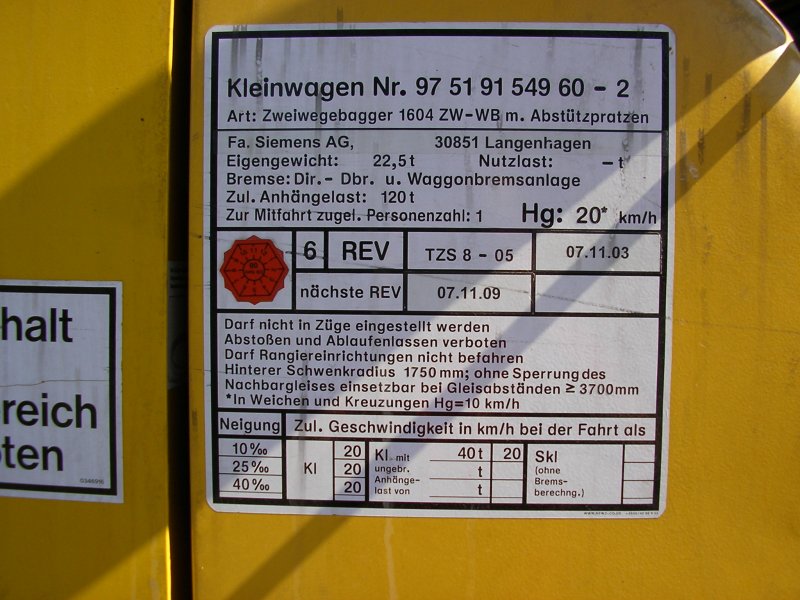 Kleinwagen Nr. 97 51 91 549 60 - 2
Art: Zweiwegebagger 1604 ZW-WB m. Abstützpratzen
Fa. Siemens AG, 30851 Langenhagen
Eigengewicht: 22,5 t Nutzlast: - t
Bremse: Dir.- Dbr. u. Waggonbremsanlage
Zul. Anhängelast: 120 t
Zur Mitfahrt zugel. Personenzahl: 1 Hg: 20* km/h
6 REV TZS 8 - 05 07.11.03
nächste REV 07.11.09
Darf nicht in Züge eingestellt werden
Abstoßen und Ablaufenlassen verboten
Darf Rangiereinrichtungen nicht befahren
Hinterer Schwenkradius 1750 mm; ohne Sperrung des
Nachbargleises einsetzbar bei Gleisabständen ≥ 3700mm
*In Weichen und Kreuzungen Hg=10 km/h
Neigung Zul. Geschwindigkeit in km/h bei der Fahrt als
10 ‰ 20 Kl mit 40 t 20 Skl
25 ‰ Kl 20 ungebr. t (ohne
40 ‰ 20 Anhänge- Brems-
last von t berechng.)
halt
reich
oten